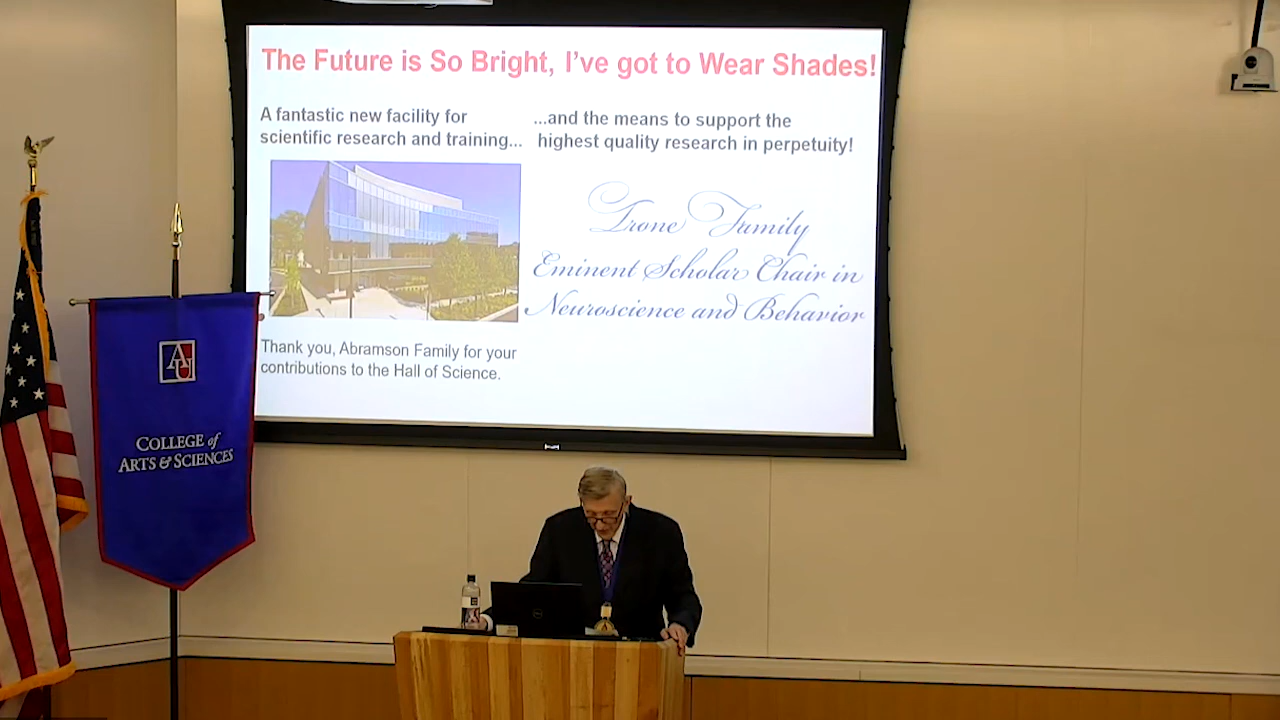 The Future is So Bright, I've got to Wear Shades!
A fantastic new facility for
scientific research and training...
...and the means to support the
highest quality research in perpetuity!
Trone Family
Eminent Scholar Chair in
Neuroscience and Behavior
Thank you, Abramson Family for your
contributions to the Hall of Science.
AU
COLLEGE of
ARTS & SCIENCES